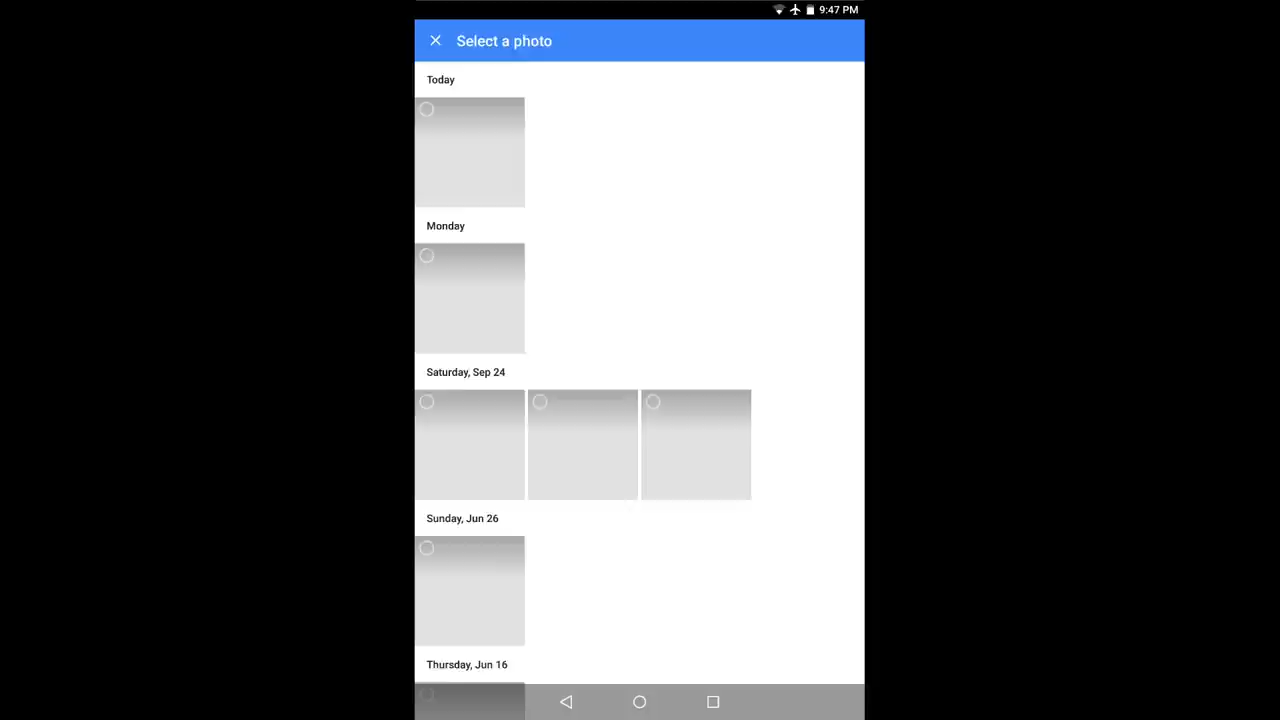 9:47 PM
Select a photo
Today
Monday
Saturday, Sep 24
Sunday, Jun 26
Thursday, Jun 16